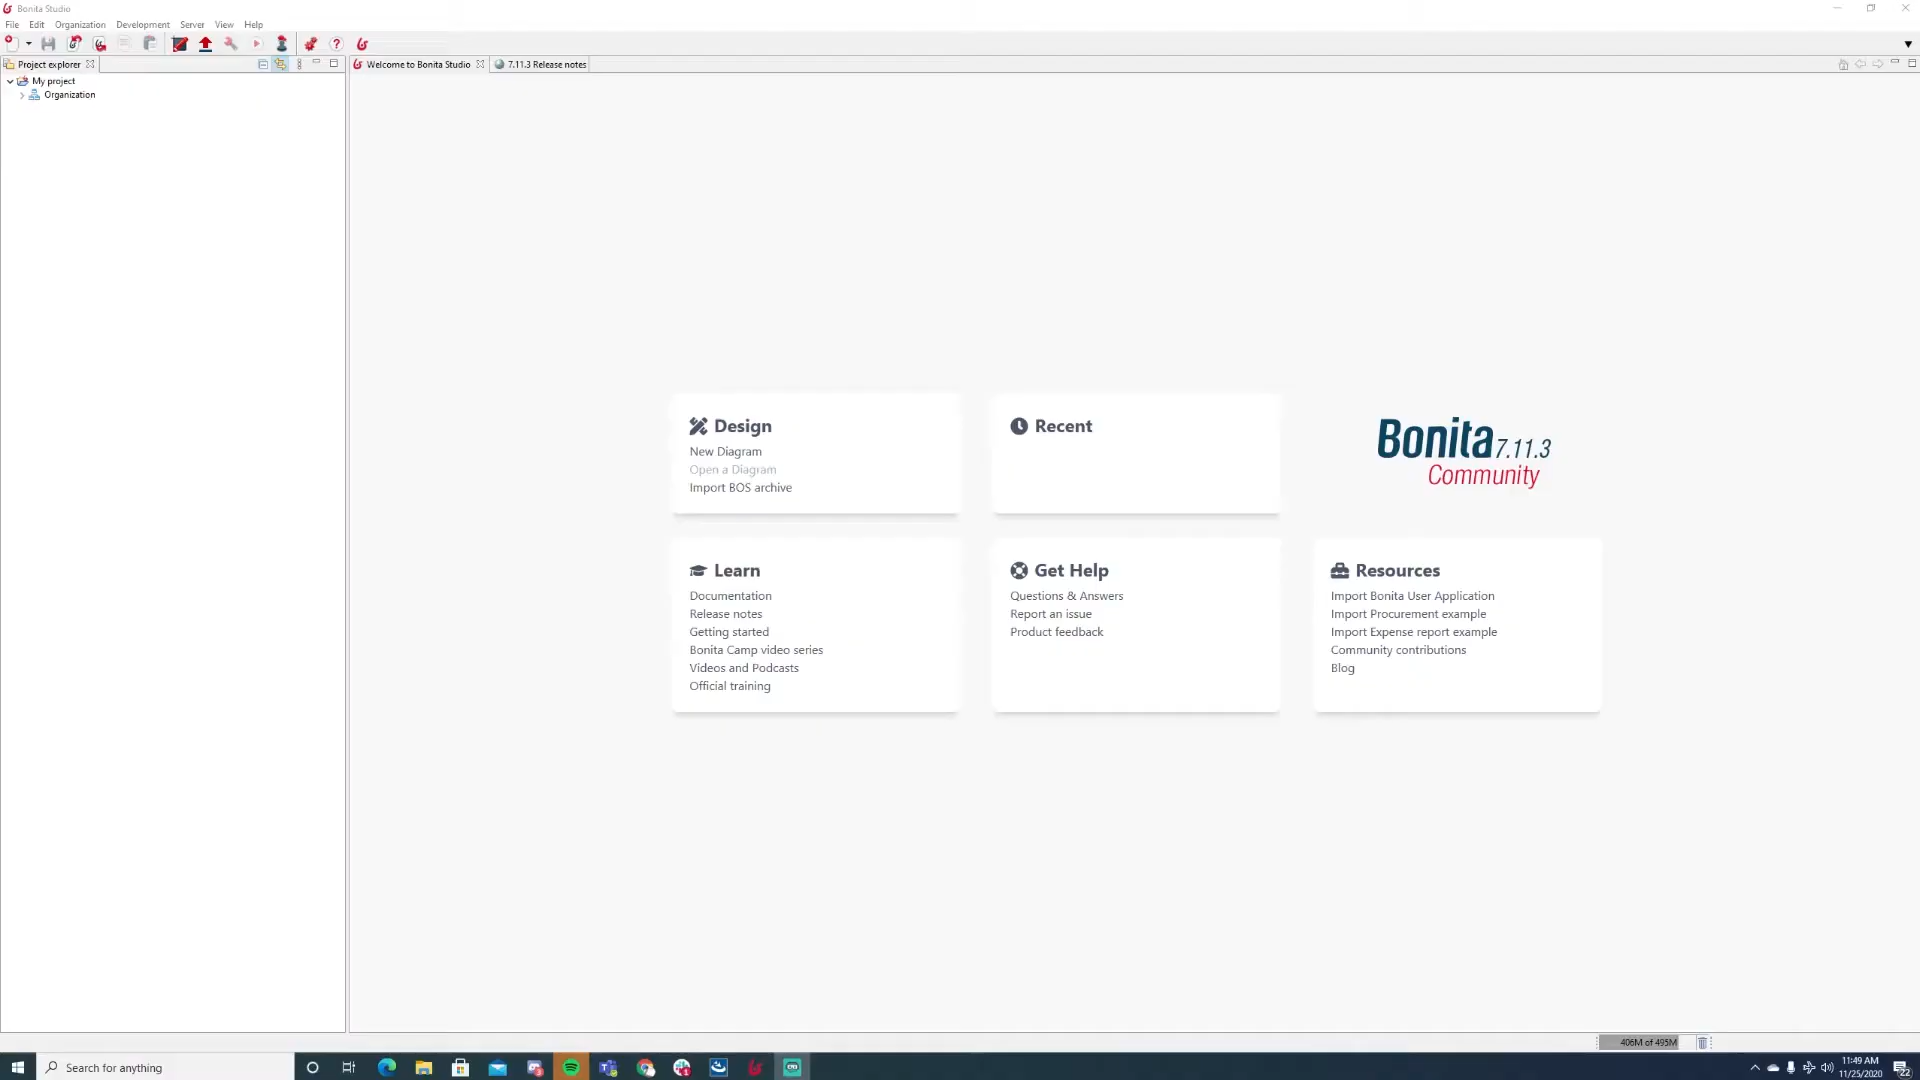 Bonita Studio
File Edit Organization Development Server View Help
Project explorer
Welcome to Bonita Studio
7.11.3 Release notes
My project
Organization
Design
New Diagram
Open a Diagram
Import BOS archive
Recent
Bonita 7.11.3
Community
Learn
Documentation
Release notes
Getting started
Bonita Camp video series
Videos and Podcasts
Official training
Get Help
Questions & Answers
Report an issue
Product feedback
Resources
Import Bonita User Application
Import Procurement example
Import Expense report example
Community contributions
Blog
406M of 495M
Search for anything
11:49 AM
11/25/2020
22